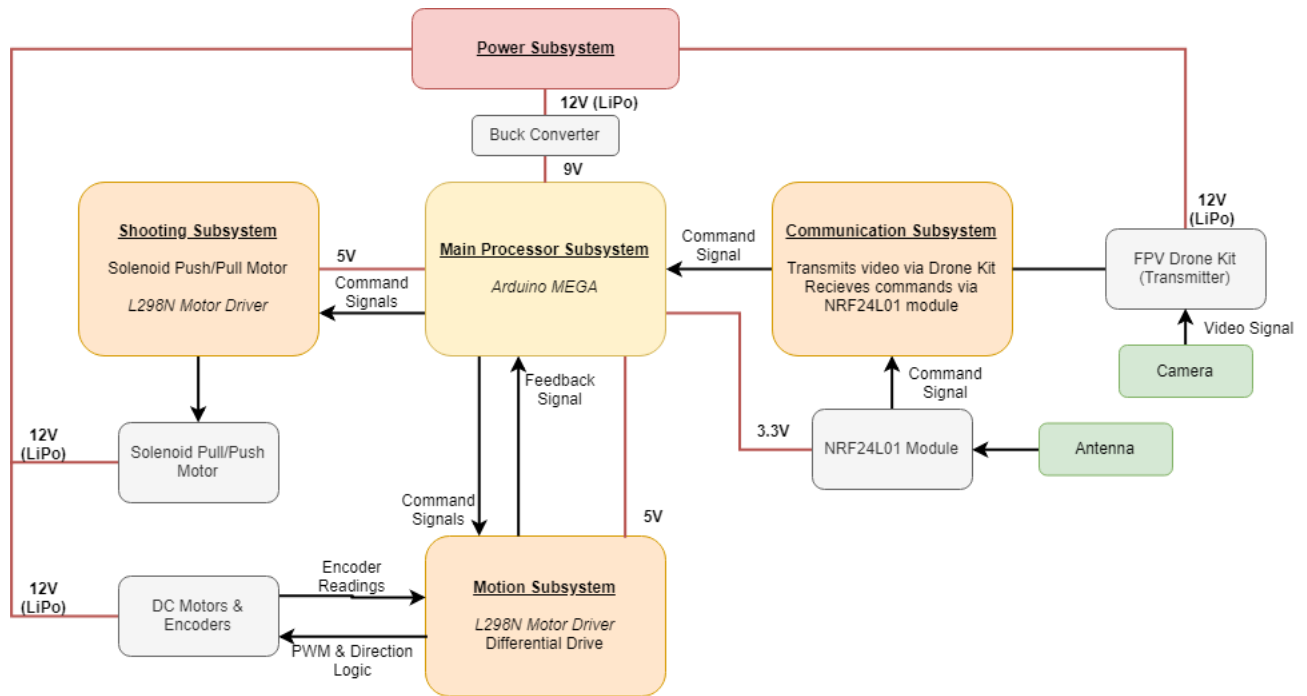 Power Subsystem
12V (LiPo)
Buck Converter
9V
12V
(LiPo)
Shooting Subsystem
Solenoid Push/Pull Motor
L298N Motor Driver
5V
Command
Signals
Main Processor Subsystem
Arduino MEGA
Command
Signal
Communication Subsystem
Transmits video via Drone Kit
Recieves commands via
NRF24L01 module
FPV Drone Kit
(Transmitter)
Video Signal
Camera
Feedback
Signal
Command
Signal
12V
(LiPo)
Solenoid Pull/Push
Motor
3.3V
NRF24L01 Module
Antenna
Command
Signals
5V
12V
(LiPo)
DC Motors &
Encoders
Encoder
Readings
PWM & Direction
Logic
Motion Subsystem
L298N Motor Driver
Differential Drive